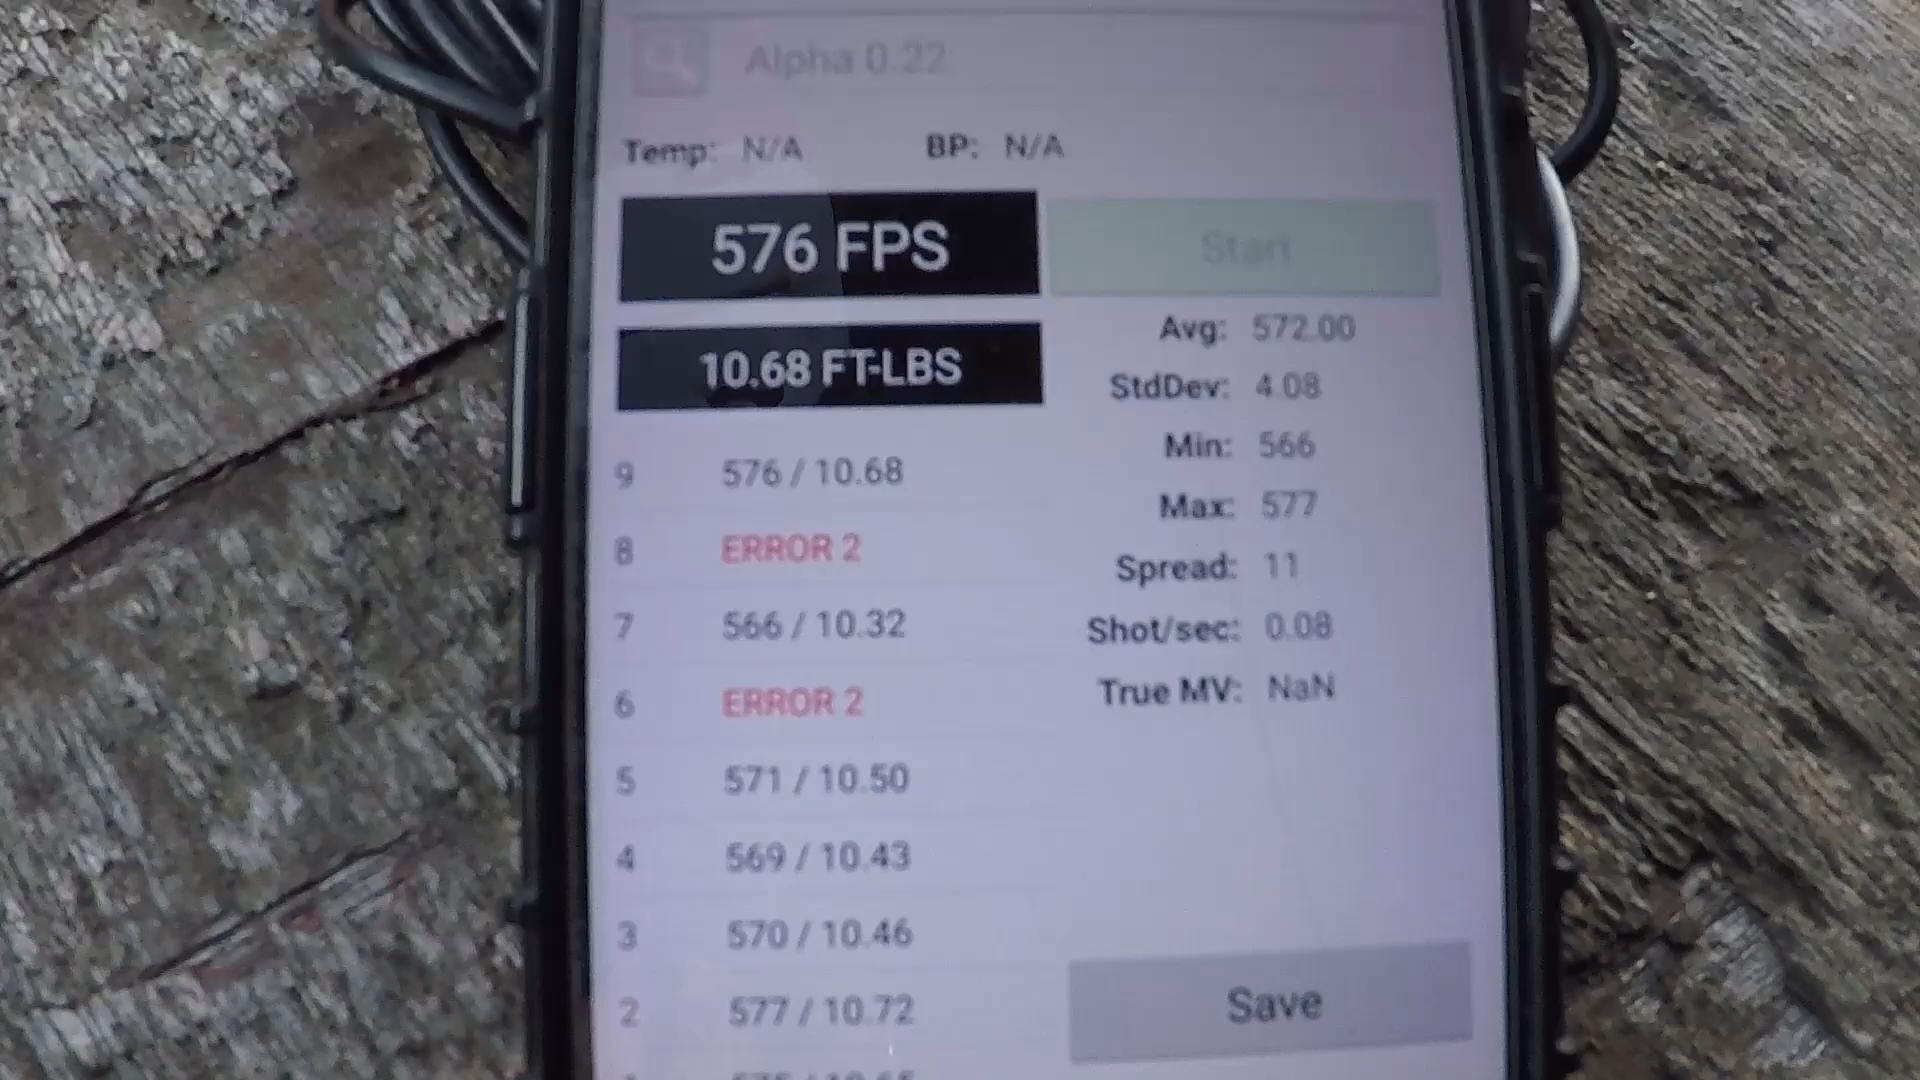 Alpha 0.22
Temp: N/A BP: N/A
576 FPS Start
10.68 FT-LBS
Avg: 572.00
StdDev: 4.08
Min: 566
Max: 577
Spread: 11
Shot/sec: 0.08
True MV: NaN
9 576 / 10.68
8 ERROR 2
7 566 / 10.32
6 ERROR 2
5 571 / 10.50
4 569 / 10.43
3 570 / 10.46
2 577 / 10.72
Save